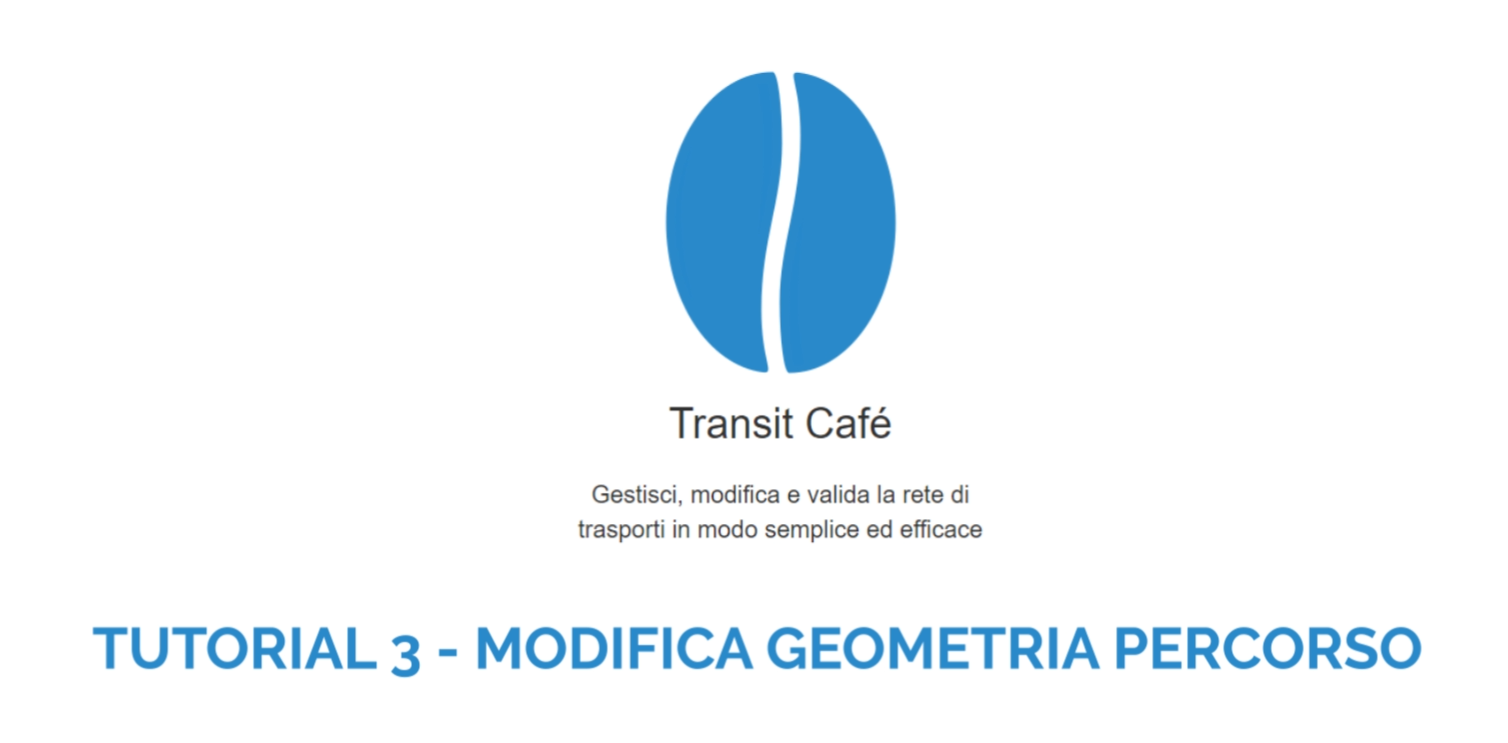 Transit Café
Gestisci, modifica e valida la rete di
trasporti in modo semplice ed efficace
TUTORIAL 3 - MODIFICA GEOMETRIA PERCORSO